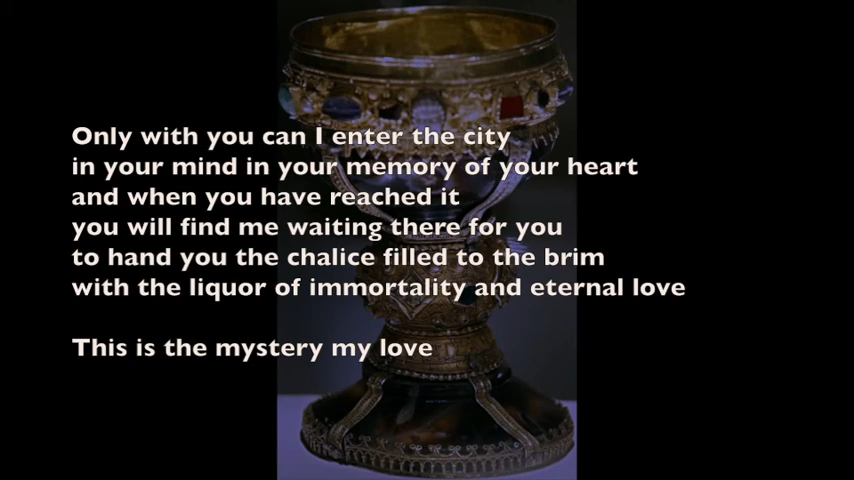 Only with you can I enter the city
in your mind in your memory of your heart
and when you have reached it
you will find me waiting there for you
to hand you the chalice filled to the brim
with the liquor of immortality and eternal love
This is the mystery my love